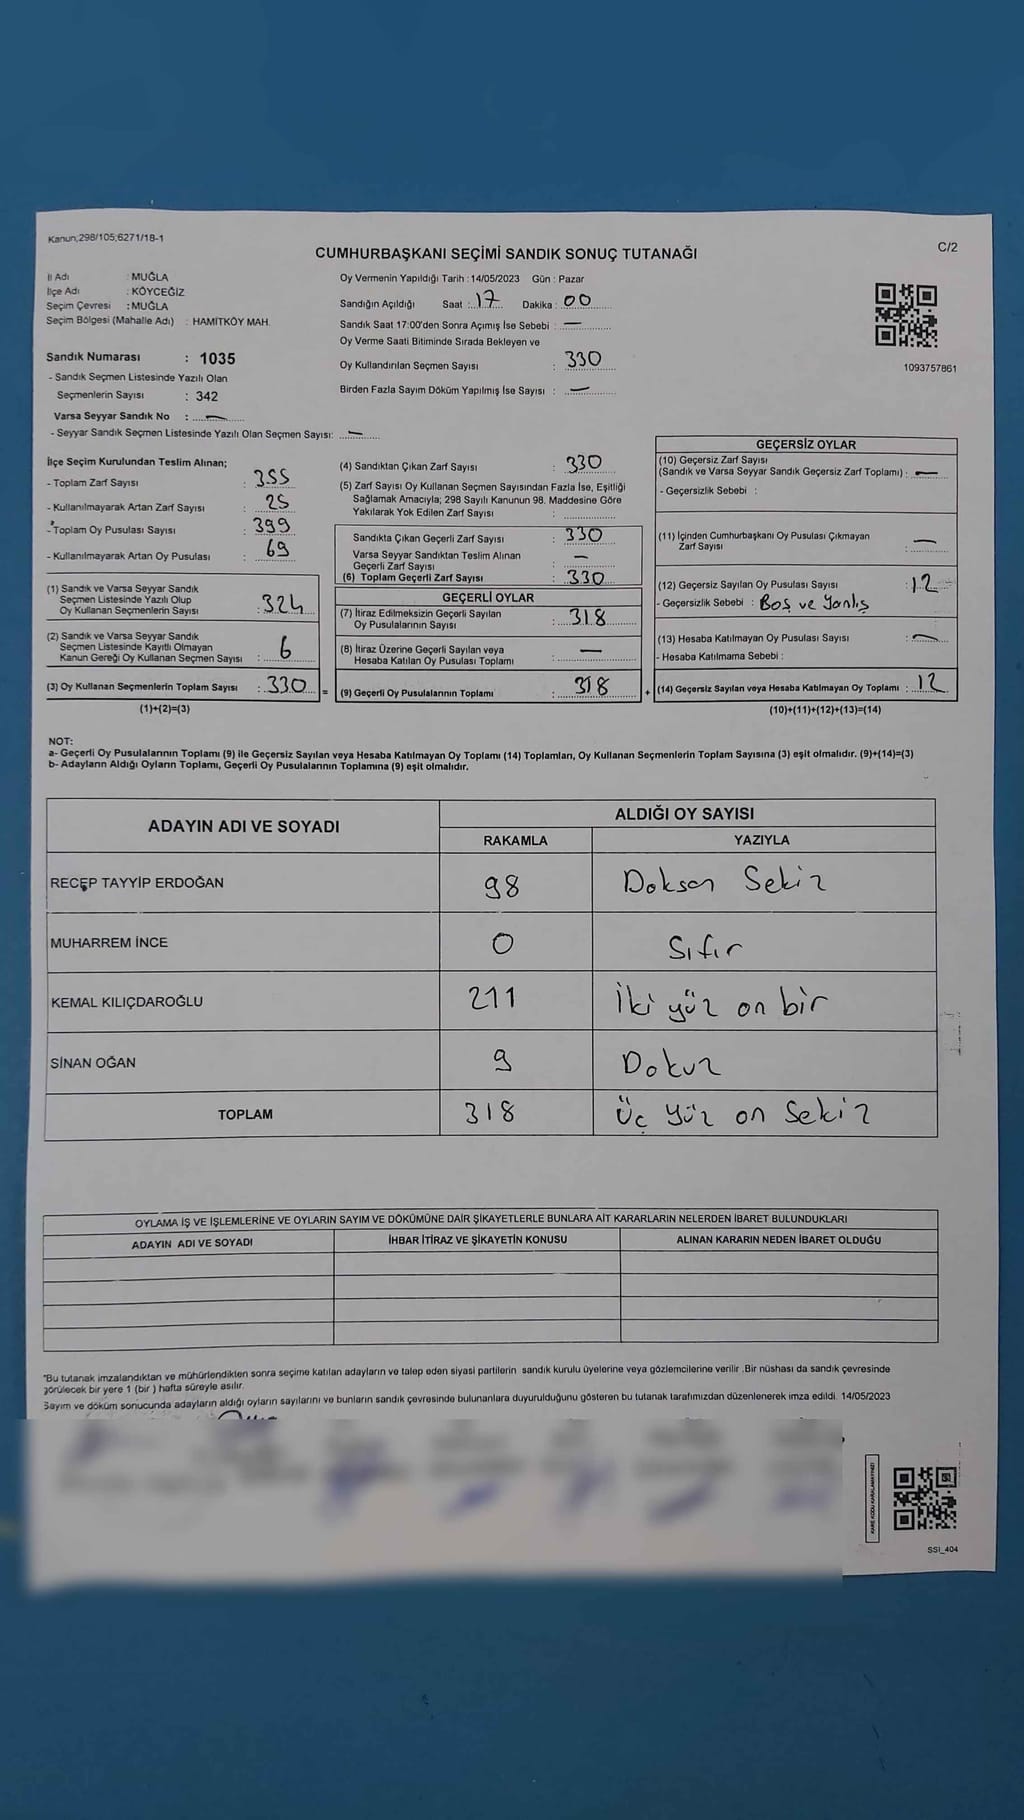 Kanun;298/105;6271/18-1
C/2
CUMHURBAŞKANI SEÇİMİ SANDIK SONUÇ TUTANAĞI
İl Adı : MUĞLA
İlçe Adı : KÖYCEĞİZ
Seçim Çevresi : MUĞLA
Seçim Bölgesi (Mahalle Adı) : HAMİTKÖY MAH.
Oy Vermenin Yapıldığı Tarih : 14/05/2023 Gün : Pazar
Sandığın Açıldığı Saat : 17 Dakika : 00
Sandık Saat 17:00'den Sonra Açımış İse Sebebi : —
Oy Verme Saati Bitiminde Sırada Bekleyen ve
Oy Kullandırılan Seçmen Sayısı : 330
Birden Fazla Sayım Döküm Yapılmış İse Sayısı : —
1093757861
Sandık Numarası : 1035
- Sandık Seçmen Listesinde Yazılı Olan
Seçmenlerin Sayısı : 342
Varsa Seyyar Sandık No : —
- Seyyar Sandık Seçmen Listesinde Yazılı Olan Seçmen Sayısı: —
İlçe Seçim Kurulundan Teslim Alınan;
- Toplam Zarf Sayısı : 355
- Kullanılmayarak Artan Zarf Sayısı : 25
- Toplam Oy Pusulası Sayısı : 399
- Kullanılmayarak Artan Oy Pusulası : 69
(1) Sandık ve Varsa Seyyar Sandık
Seçmen Listesinde Yazılı Olup
Oy Kullanan Seçmenlerin Sayısı : 324
(2) Sandık ve Varsa Seyyar Sandık
Seçmen Listesinde Kayıtlı Olmayan
Kanun Gereği Oy Kullanan Seçmen Sayısı : 6
(3) Oy Kullanan Seçmenlerin Toplam Sayısı : 330 =
(1)+(2)=(3)
(4) Sandıktan Çıkan Zarf Sayısı : 330
(5) Zarf Sayısı Oy Kullanan Seçmen Sayısından Fazla İse, Eşitliği
Sağlamak Amacıyla; 298 Sayılı Kanunun 98. Maddesine Göre
Yakılarak Yok Edilen Zarf Sayısı :
Sandıkta Çıkan Geçerli Zarf Sayısı : 330
Varsa Seyyar Sandıktan Teslim Alınan
Geçerli Zarf Sayısı : —
(6) Toplam Geçerli Zarf Sayısı : 330
GEÇERLİ OYLAR
(7) İtiraz Edilmeksizin Geçerli Sayılan
Oy Pusulalarının Sayısı : 318
(8) İtiraz Üzerine Geçerli Sayılan veya
Hesaba Katılan Oy Pusulası Toplamı : —
(9) Geçerli Oy Pusulalarının Toplamı : 318 +
GEÇERSİZ OYLAR
(10) Geçersiz Zarf Sayısı
(Sandık ve Varsa Seyyar Sandık Geçersiz Zarf Toplamı) : —
- Geçersizlik Sebebi :
(11) İçinden Cumhurbaşkanı Oy Pusulası Çıkmayan
Zarf Sayısı : —
(12) Geçersiz Sayılan Oy Pusulası Sayısı : 12
- Geçersizlik Sebebi : Boş ve Yanlış
(13) Hesaba Katılmayan Oy Pusulası Sayısı : —
- Hesaba Katılmama Sebebi :
(14) Geçersiz Sayılan veya Hesaba Katılmayan Oy Toplamı : 12
(10)+(11)+(12)+(13)=(14)
NOT:
a- Geçerli Oy Pusulalarının Toplamı (9) ile Geçersiz Sayılan veya Hesaba Katılmayan Oy Toplamı (14) Toplamları, Oy Kullanan Seçmenlerin Toplam Sayısına (3) eşit olmalıdır. (9)+(14)=(3)
b- Adayların Aldığı Oyların Toplamı, Geçerli Oy Pusulalarının Toplamına (9) eşit olmalıdır.
ADAYIN ADI VE SOYADI
ALDIĞI OY SAYISI
RAKAMLA YAZIYLA
RECEP TAYYİP ERDOĞAN 98 Doksan Sekiz
MUHARREM İNCE 0 Sıfır
KEMAL KILIÇDAROĞLU 211 İki yüz on bir
SİNAN OĞAN 9 Dokuz
TOPLAM 318 Üç yüz on Sekiz
OYLAMA İŞ VE İŞLEMLERİNE VE OYLARIN SAYIM VE DÖKÜMÜNE DAİR ŞİKAYETLERLE BUNLARA AİT KARARLARIN NELERDEN İBARET BULUNDUKLARI
ADAYIN ADI VE SOYADI İHBAR İTİRAZ VE ŞİKAYETİN KONUSU ALINAN KARARIN NEDEN İBARET OLDUĞU
*Bu tutanak imzalandıktan ve mühürlendikten sonra seçime katılan adayların ve talep eden siyasi partilerin sandık kurulu üyelerine veya gözlemcilerine verilir .Bir nüshası da sandık çevresinde
görülecek bir yere 1 (bir ) hafta süreyle asılır.
Sayım ve döküm sonucunda adayların aldığı oyların sayılarını ve bunların sandık çevresinde bulunanlara duyurulduğunu gösteren bu tutanak tarafımızdan düzenlenerek imza edildi. 14/05/2023
KARE KODU KARALAMAYINIZ!
SSI_404